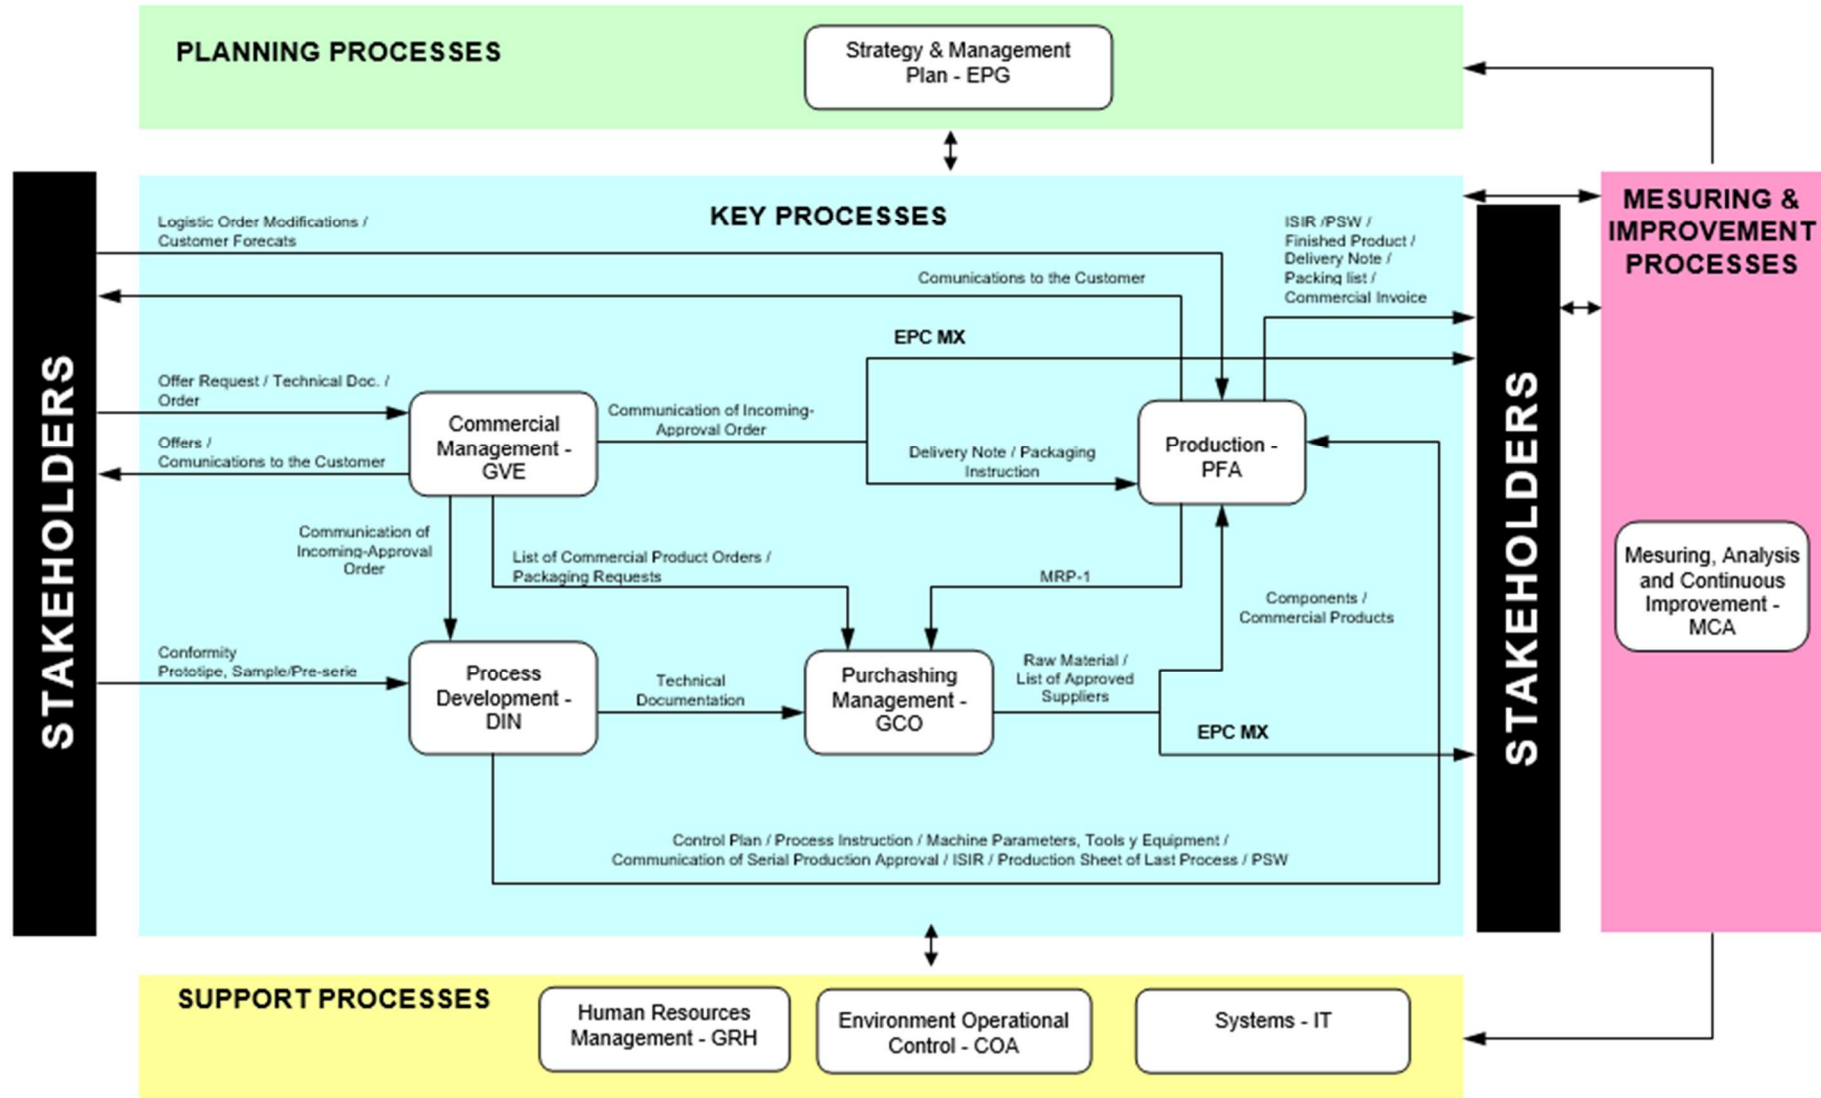 PLANNING PROCESSES
Strategy & Management
Plan - EPG
STAKEHOLDERS
KEY PROCESSES
Logistic Order Modifications /
Customer Forecats
Comunications to the Customer
ISIR /PSW /
Finished Product /
Delivery Note /
Packing list /
Commercial Invoice
EPC MX
Offer Request / Technical Doc. /
Order
Offers /
Comunications to the Customer
Commercial
Management -
GVE
Communication of Incoming-
Approval Order
Delivery Note / Packaging
Instruction
Production -
PFA
Communication of
Incoming-Approval
Order
List of Commercial Product Orders /
Packaging Requests
MRP-1
Components /
Commercial Products
Conformity
Prototipe, Sample/Pre-serie
Process
Development -
DIN
Technical
Documentation
Purchashing
Management -
GCO
Raw Material /
List of Approved
Suppliers
EPC MX
Control Plan / Process Instruction / Machine Parameters, Tools y Equipment /
Communication of Serial Production Approval / ISIR / Production Sheet of Last Process / PSW
STAKEHOLDERS
MESURING &
IMPROVEMENT
PROCESSES
Mesuring, Analysis
and Continuous
Improvement -
MCA
SUPPORT PROCESSES
Human Resources
Management - GRH
Environment Operational
Control - COA
Systems - IT